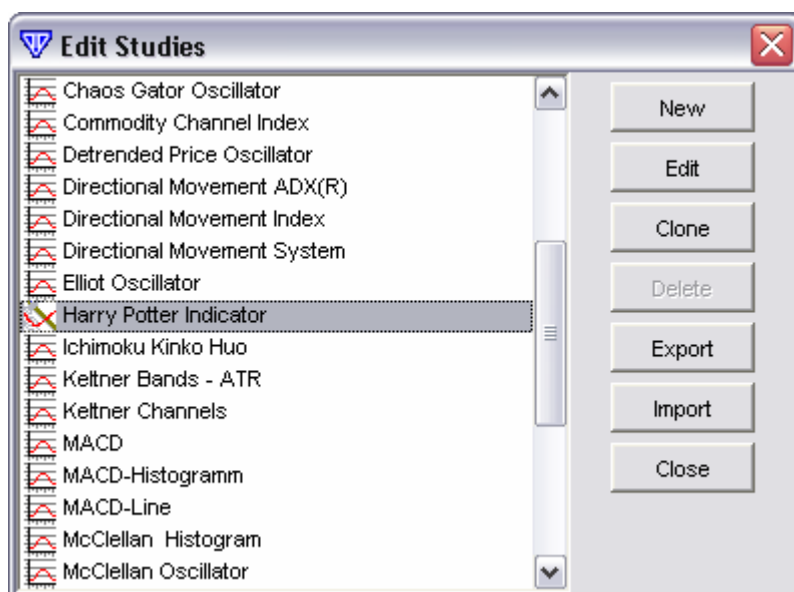 Edit Studies
Chaos Gator Oscillator
Commodity Channel Index
Detrended Price Oscillator
Directional Movement ADX(R)
Directional Movement Index
Directional Movement System
Elliot Oscillator
Harry Potter Indicator
Ichimoku Kinko Huo
Keltner Bands - ATR
Keltner Channels
MACD
MACD-Histogramm
MACD-Line
McClellan Histogram
McClellan Oscillator
New
Edit
Clone
Delete
Export
Import
Close